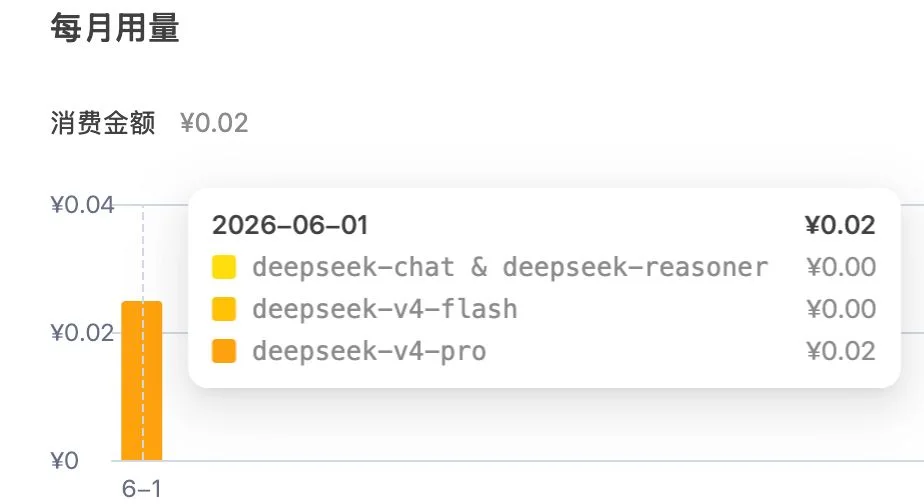 每月用量
消费金额 ¥0.02
¥0.04
2026-06-01 ¥0.02
deepseek-chat & deepseek-reasoner ¥0.00
deepseek-v4-flash ¥0.00
¥0.02
deepseek-v4-pro ¥0.02
¥0
6-1